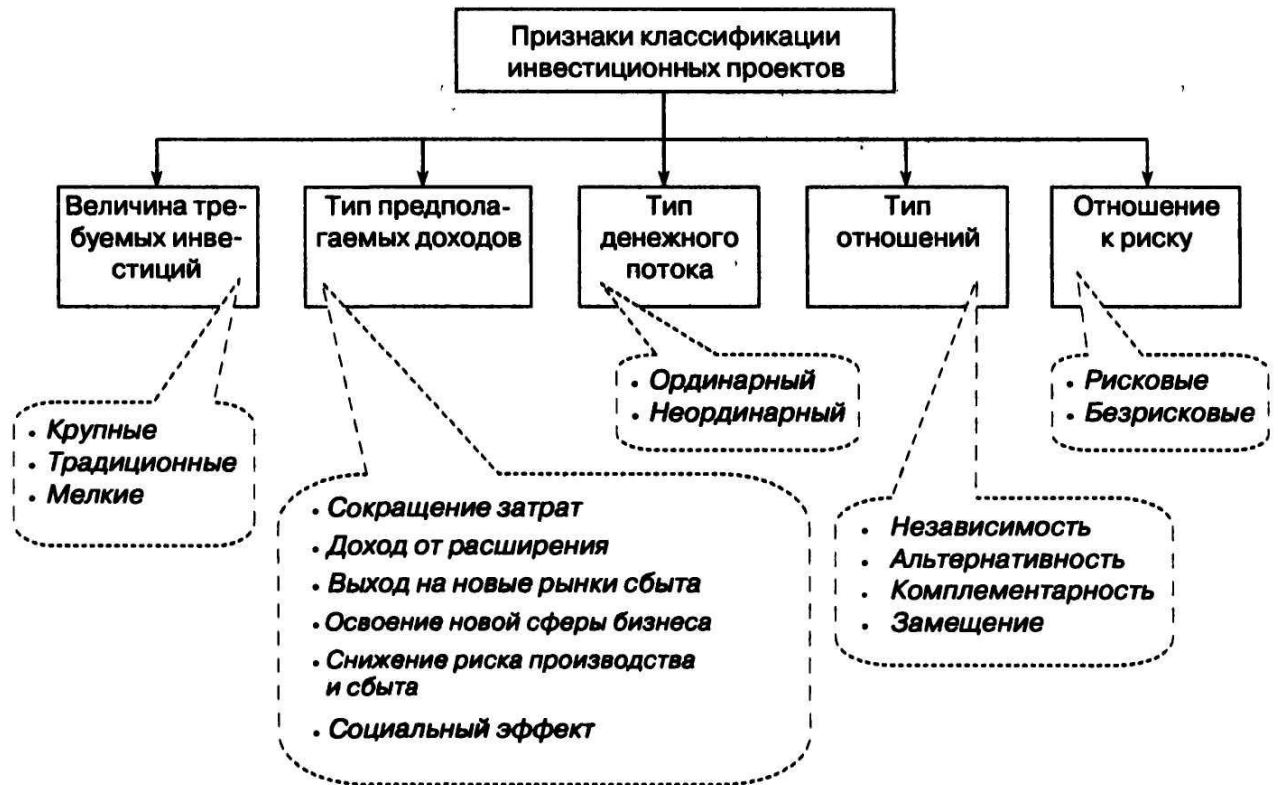 Признаки классификации
инвестиционных проектов
Величина тре-
буемых инве-
стиций
Тип предпола-
гаемых доходов
Тип
денежного
потока
Тип
отношений
Отношение
к риску
• Крупные
• Традиционные
• Мелкие
• Сокращение затрат
• Доход от расширения
• Выход на новые рынки сбыта
• Освоение новой сферы бизнеса
• Снижение риска производства
и сбыта
• Социальный эффект
• Ординарный
• Неординарный
• Независимость
• Альтернативность
• Комплементарность
• Замещение
• Рисковые
• Безрисковые